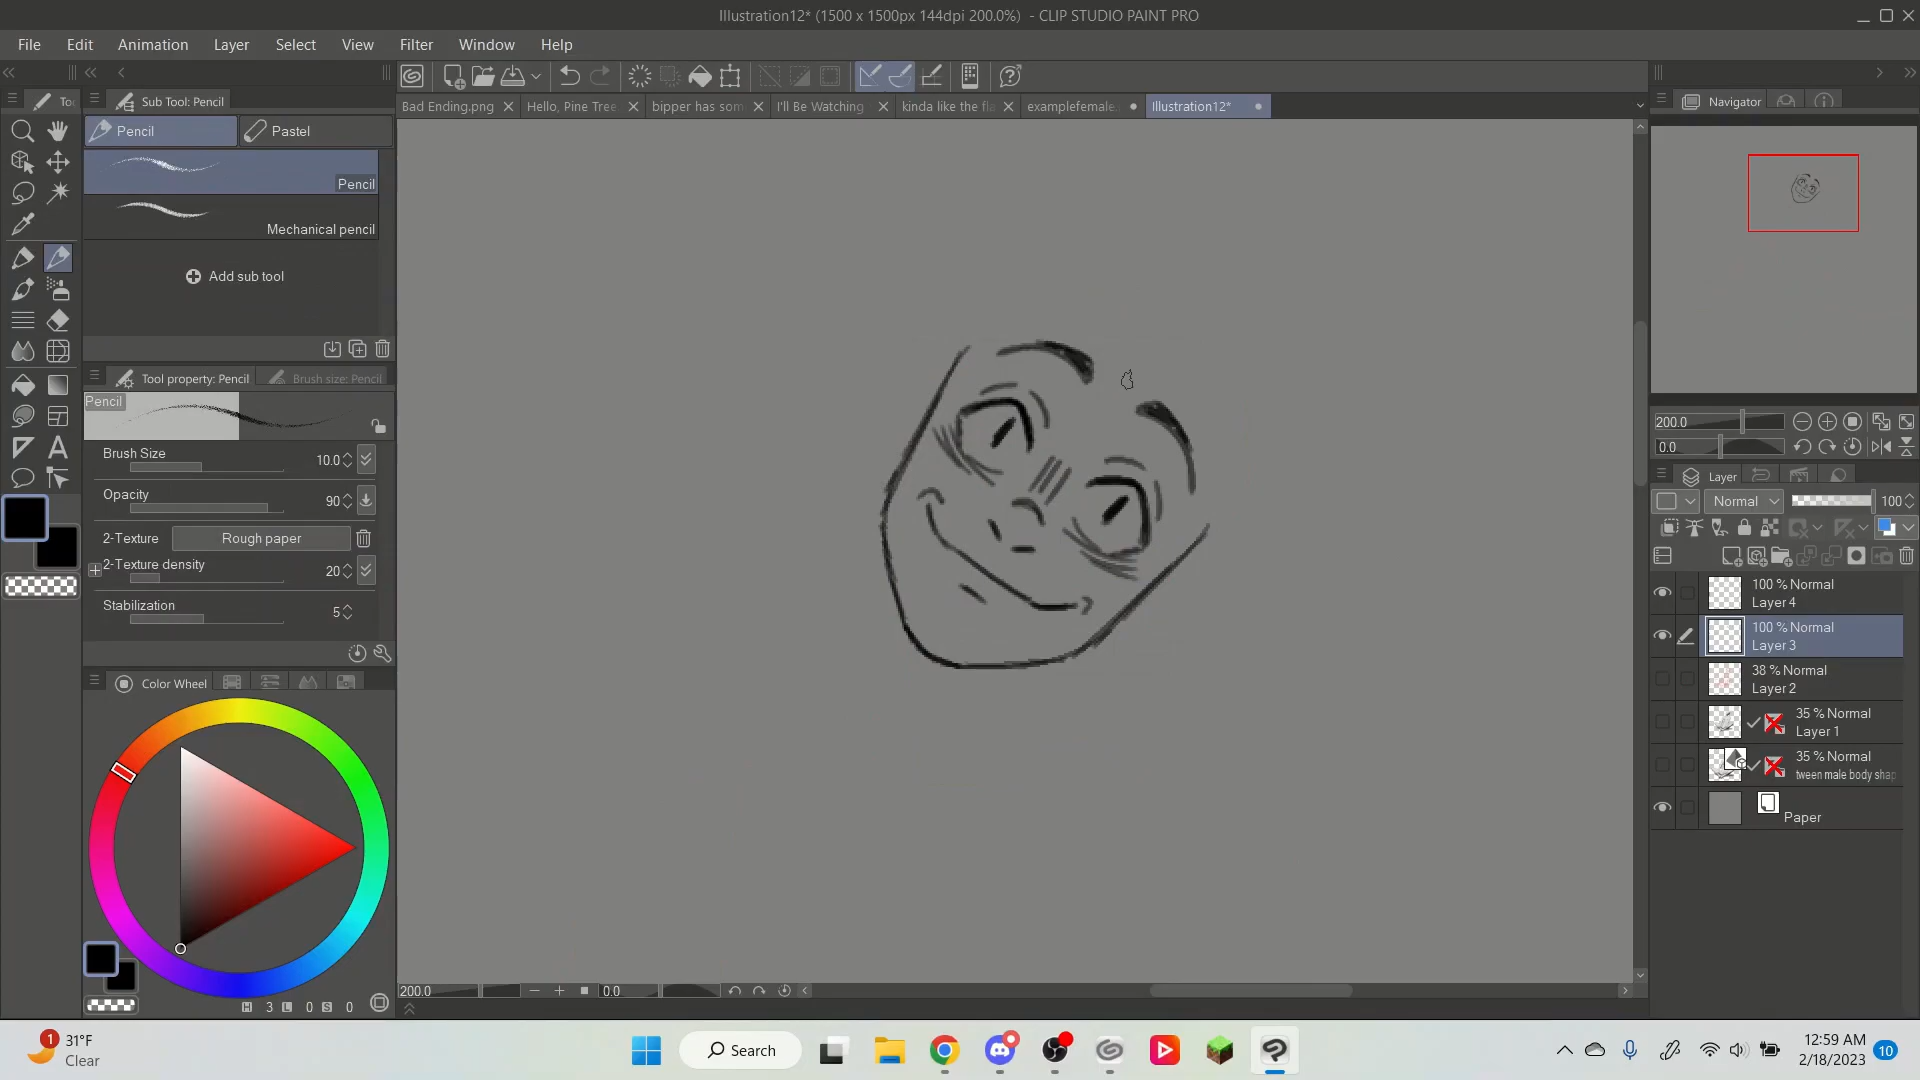 Illustration12* (1500 x 1500px 144dpi 200.0%) - CLIP STUDIO PAINT PRO
File Edit Animation Layer Select View Filter Window Help
Sub Tool: Pencil
Bad Ending.png Hello, Pine Tree. bipper has som I'll Be Watching kinda like the fla examplefemale. Illustration12*
Navigator
Pencil Pastel
Pencil
Mechanical pencil
Add sub tool
Tool property: Pencil Brush size: Pencil
Pencil
Brush Size 10.0
Opacity 90
2-Texture Rough paper
2-Texture density 20
Stabilization 5
Color Wheel
H 3 L 0 S 0
200.0 0.0
200.0
0.0
Layer
Normal 100
100 % Normal
Layer 4
100 % Normal
Layer 3
38 % Normal
Layer 2
35 % Normal
Layer 1
35 % Normal
tween male body shap
Paper
1 31°F
Clear
Search
12:59 AM
2/18/2023
10